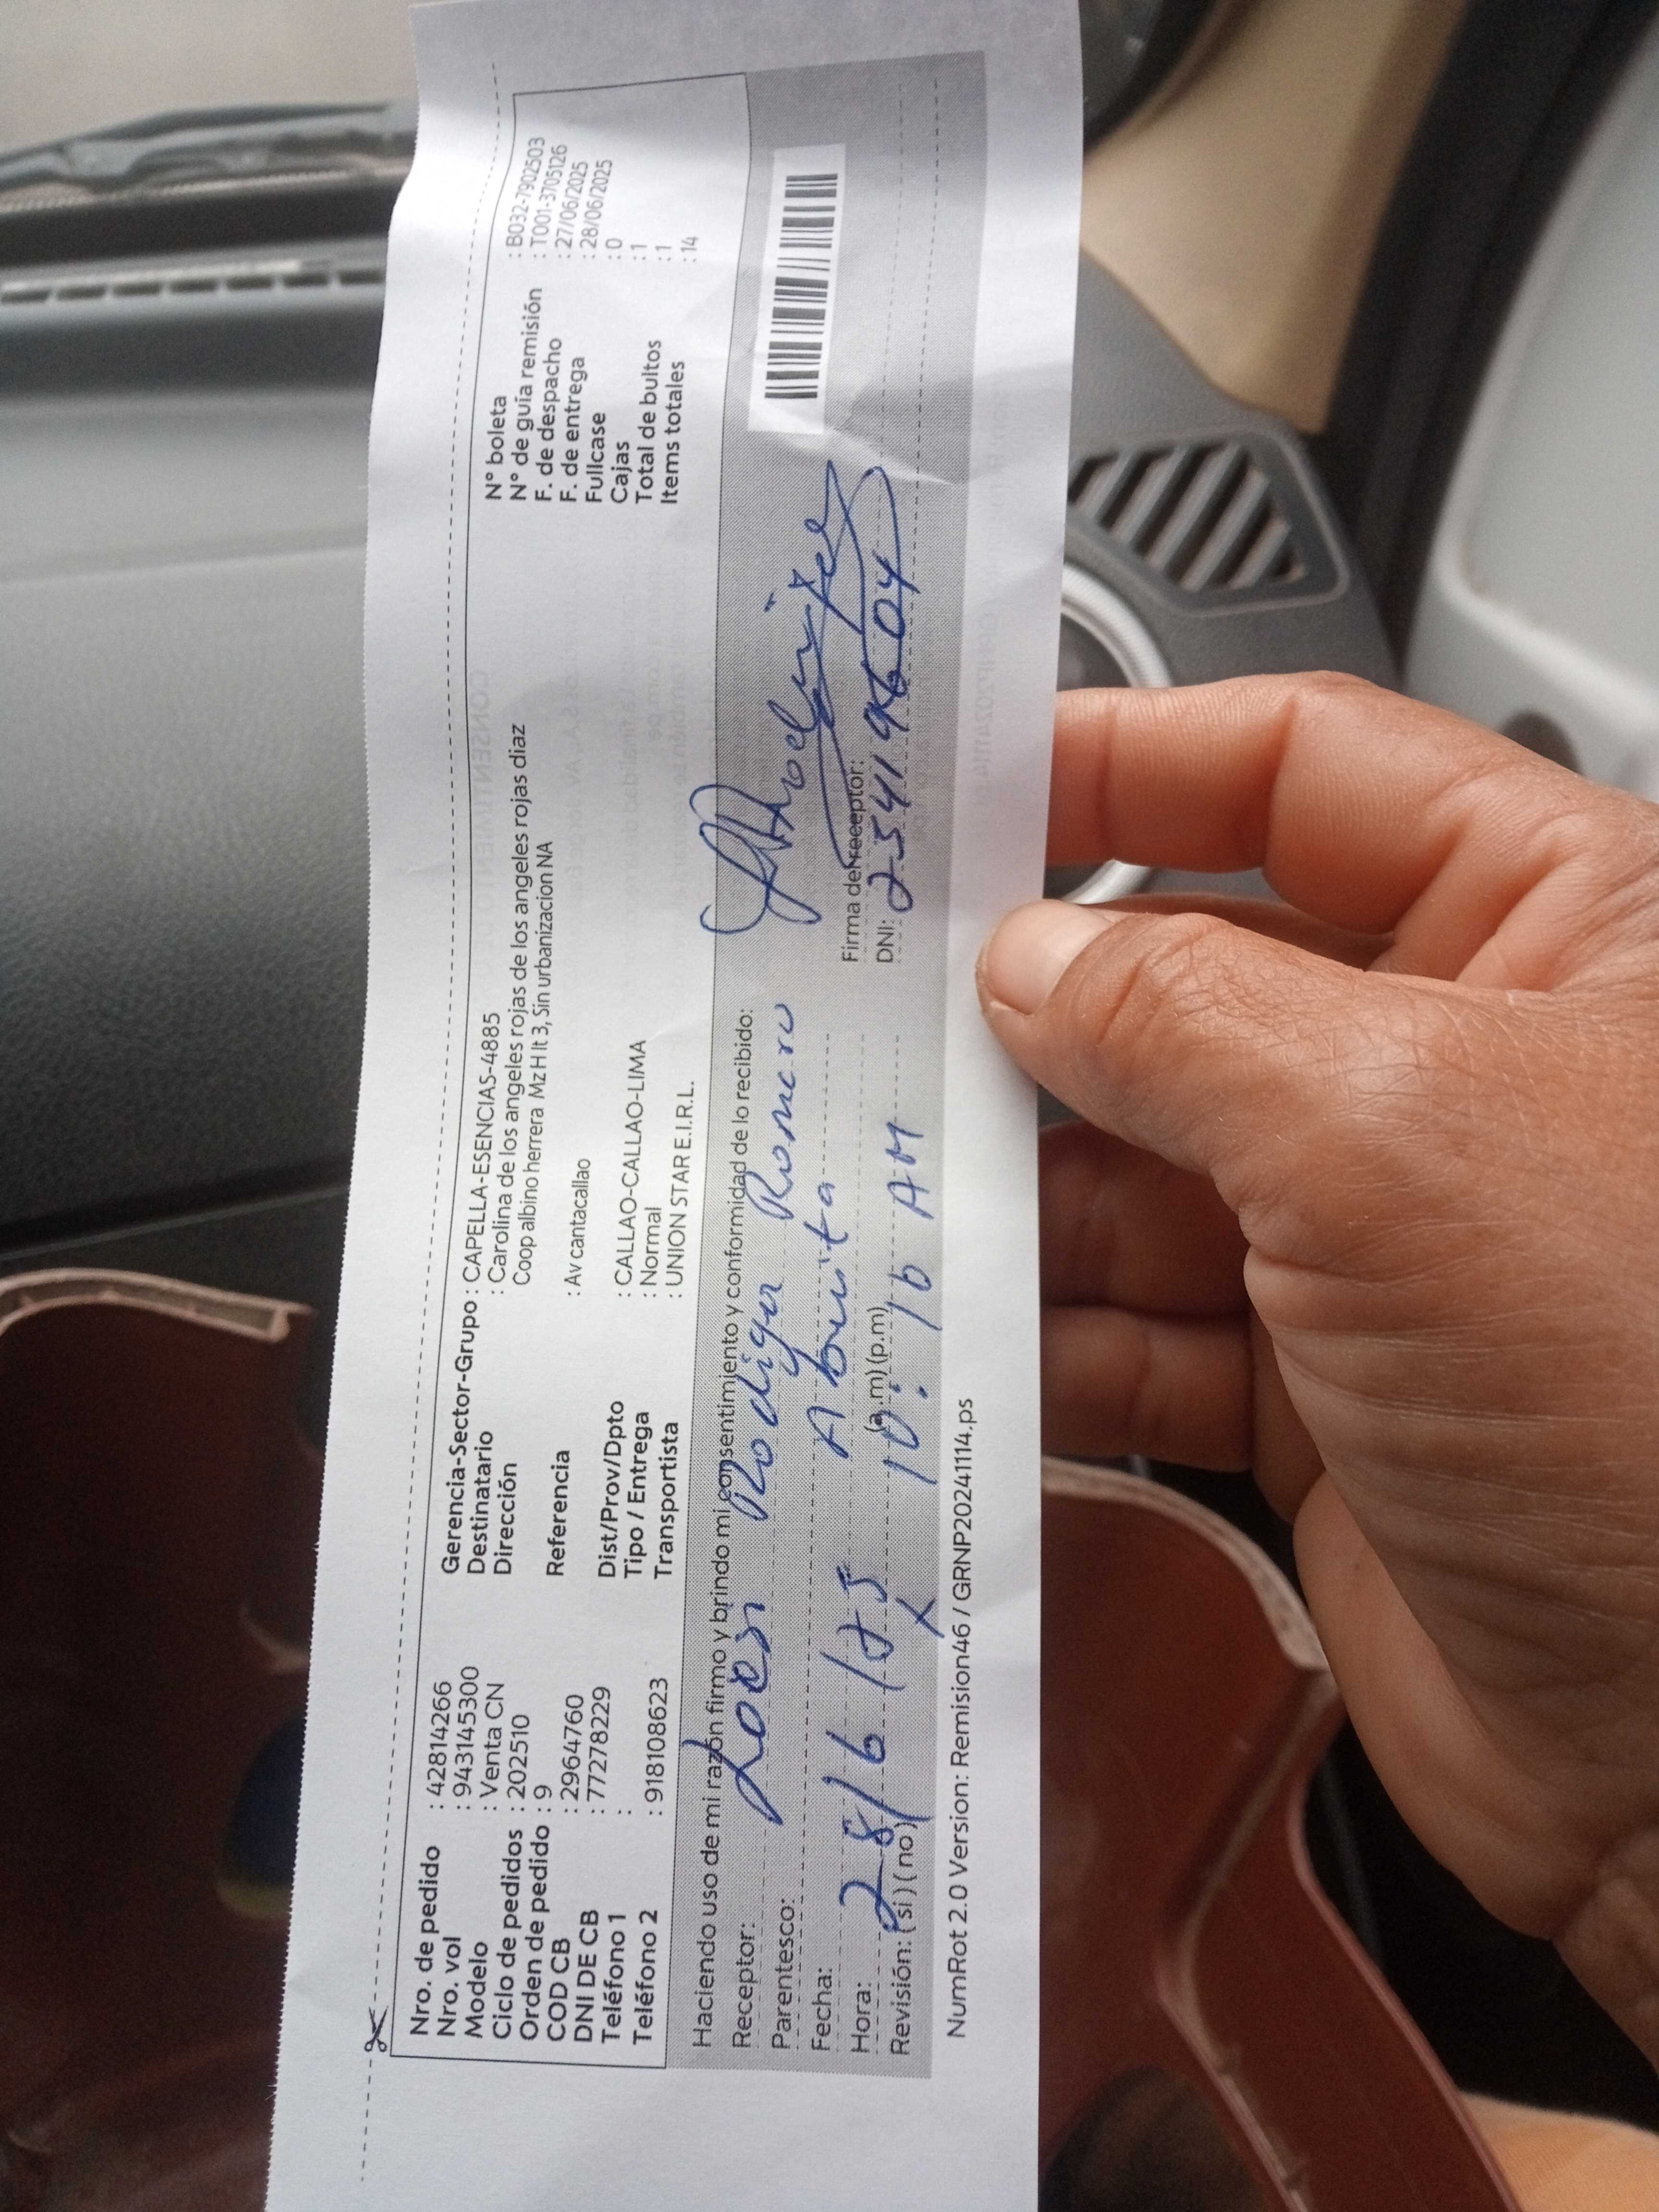 Nro. de pedido : 42814266
Nro. vol : 943145300
Modelo : Venta CN
Ciclo de pedidos : 202510
Orden de pedido : 9
COD CB : 2964760
DNI DE CB : 77278229
Teléfono 1 :
Teléfono 2 : 918108623
Gerencia-Sector-Grupo : CAPELLA-ESENCIAS-4885
Destinatario : Carolina de los angeles rojas de los angeles rojas diaz
Dirección Coop albino herrera Mz H lt 3, Sin urbanizacion NA
Referencia : Av cantacallao
Dist/Prov/Dpto : CALLAO-CALLAO-LIMA
Tipo / Entrega : Normal
Transportista : UNION STAR E.I.R.L.
N° boleta : B032-7902503
N° de guía remisión : T001-3705126
F. de despacho : 27/06/2025
F. de entrega : 28/06/2025
Fullcase : 0
Cajas : 1
Total de bultos : 1
Items totales : 14
Haciendo uso de mi razón firmo y brindo mi consentimiento y conformidad de lo recibido:
Receptor: Romero
Parentesco: Abuita
Fecha: 28/6/25
Hora: (a.m) (p.m) 10:16 AM
Revisión: (si) (no) X
Firma del receptor:
DNI: 25419604
NumRot 2.0 Version: Remision46 / GRNP20241114.ps